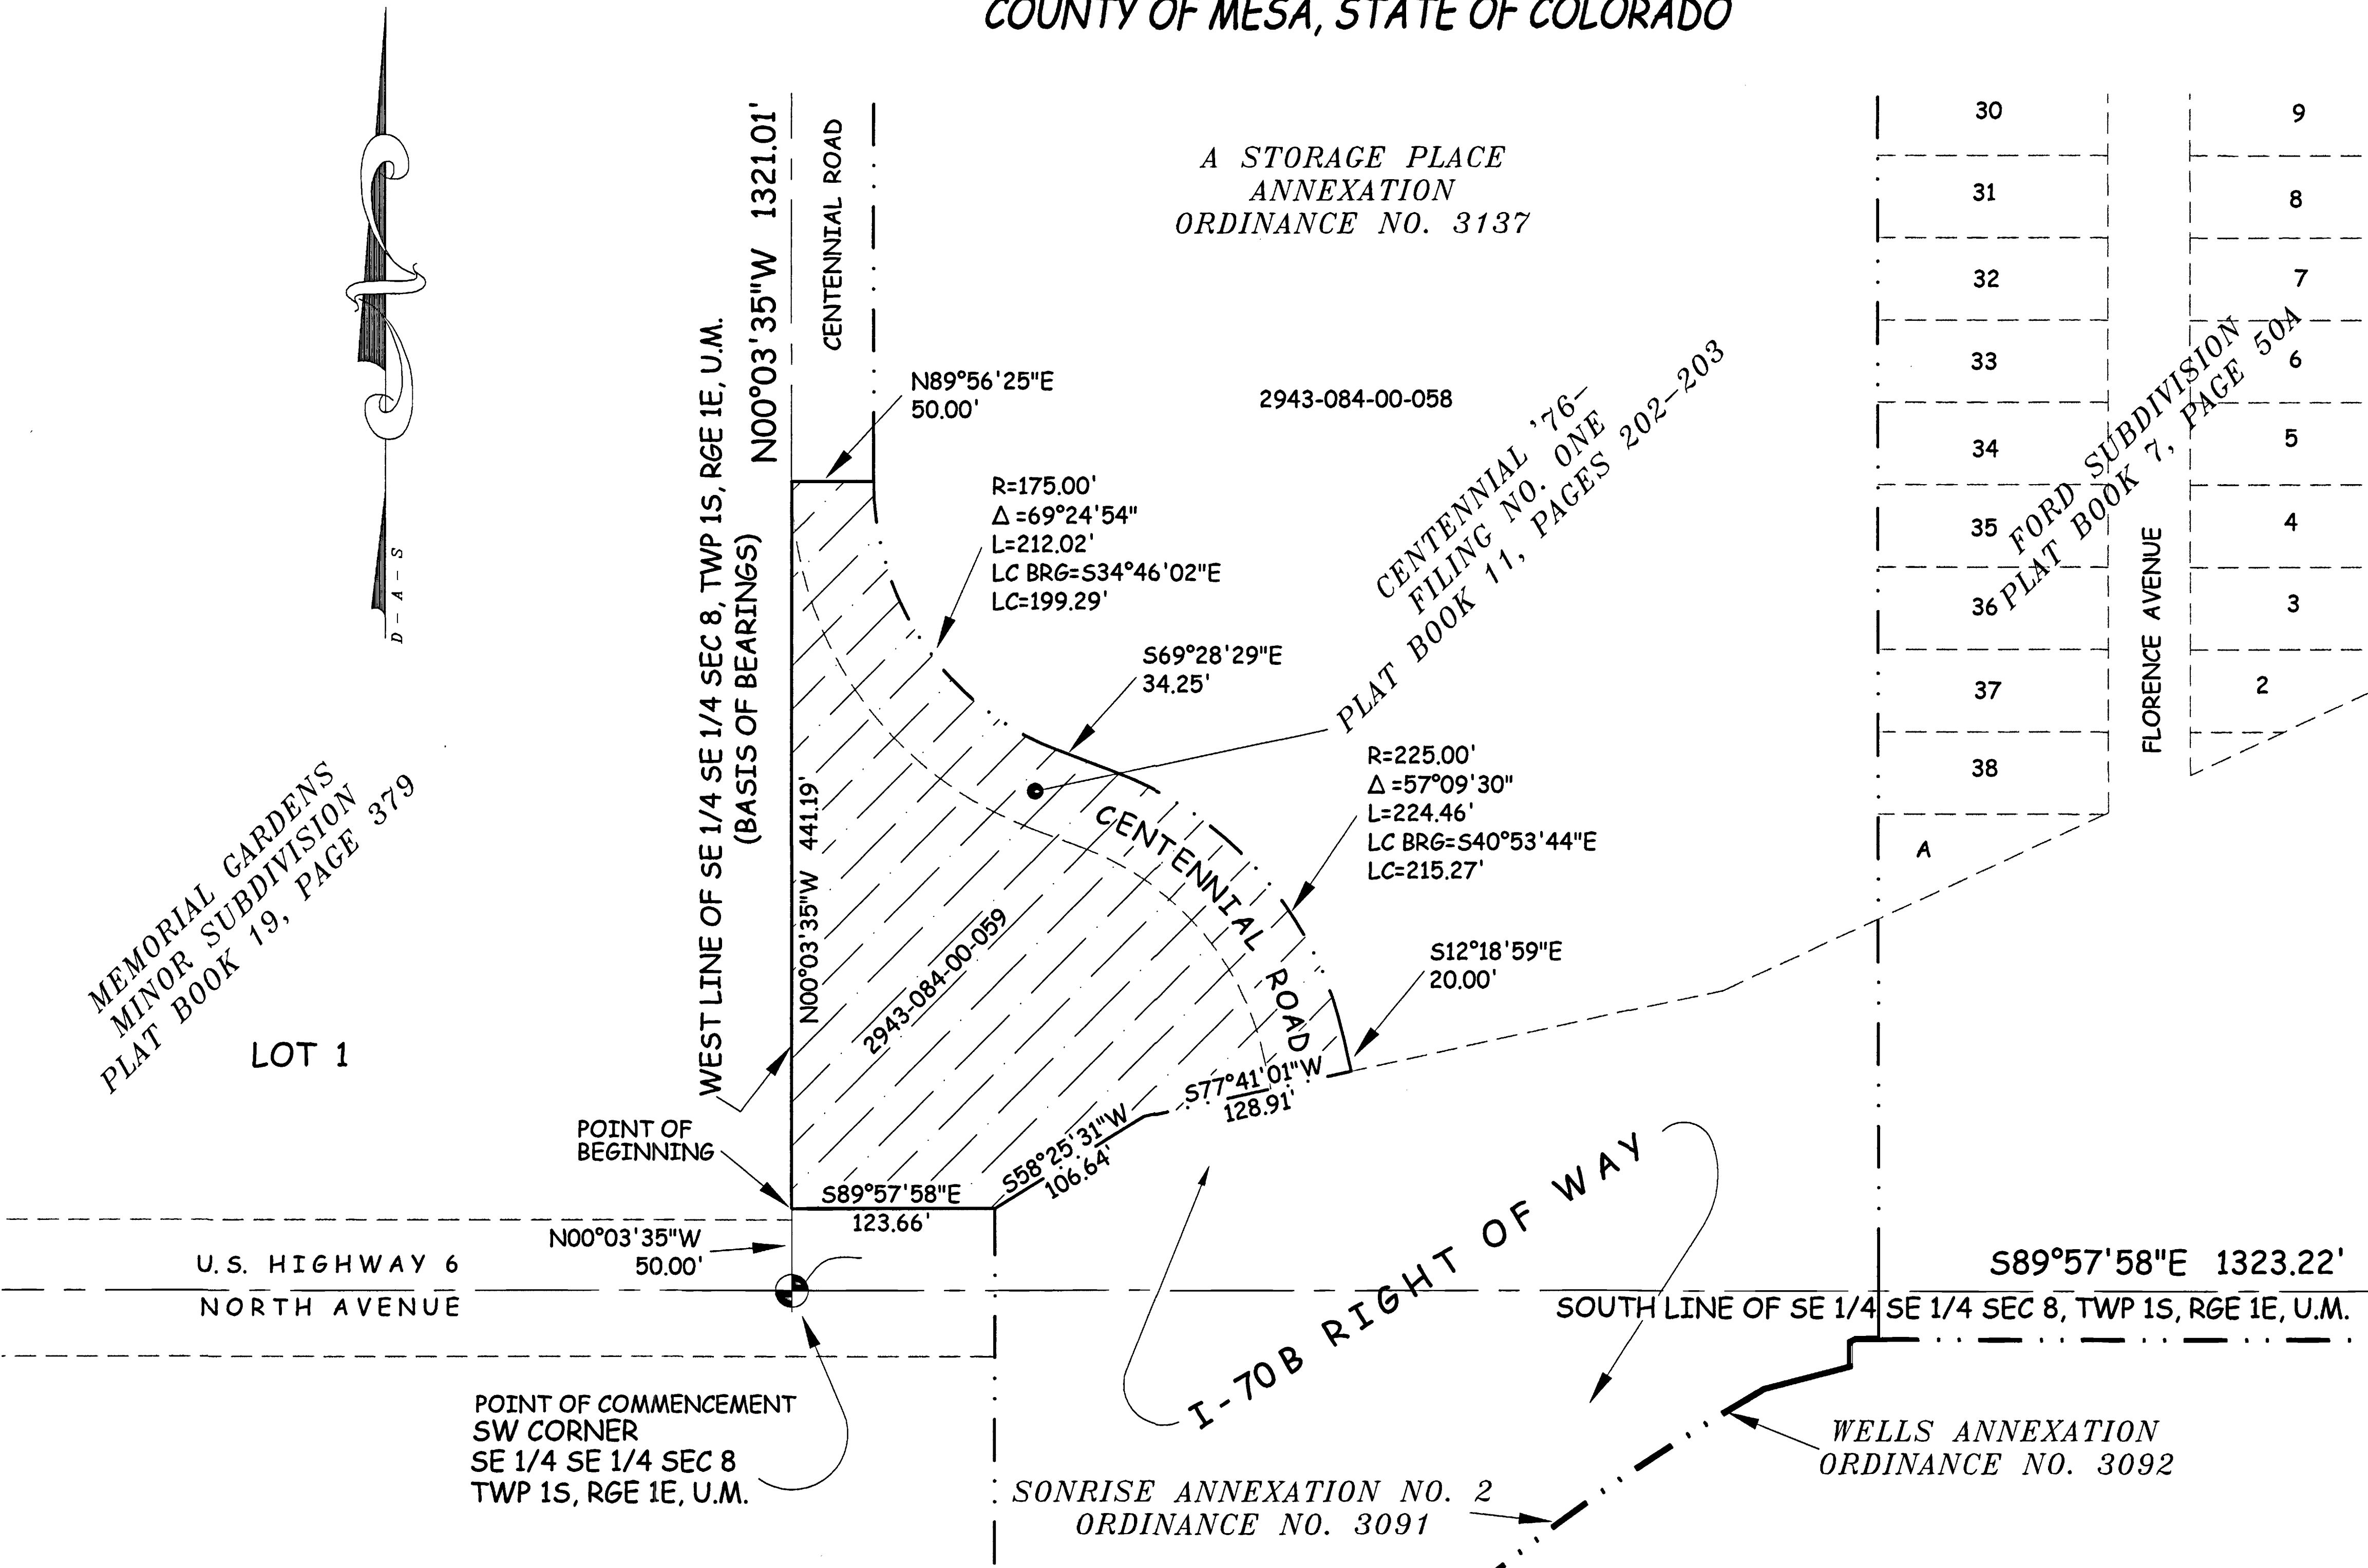 COUNTY OF MESA, STATE OF COLORADO
D-A-S
WEST LINE OF SE 1/4 SE 1/4 SEC 8, TWP 1S, RGE 1E, U.M.
(BASIS OF BEARINGS)
N00°03'35"W 1321.01'
CENTENNIAL ROAD
A STORAGE PLACE
ANNEXATION
ORDINANCE NO. 3137
N89°56'25"E
50.00'
2943-084-00-058
R=175.00'
Δ=69°24'54"
L=212.02'
LC BRG=S34°46'02"E
LC=199.29'
CENTENNIAL '76-
FILING NO. ONE
PLAT BOOK 11, PAGES 202-203
S69°28'29"E
34.25'
R=225.00'
Δ=57°09'30"
L=224.46'
LC BRG=S40°53'44"E
LC=215.27'
S12°18'59"E
20.00'
30
31
32
33
34
35
36
37
38
A
FORD SUBDIVISION
PLAT BOOK 7, PAGE 50A
FLORENCE AVENUE
9
8
7
6
5
4
3
2
MEMORIAL GARDENS
MINOR SUBDIVISION
PLAT BOOK 19, PAGE 379
LOT 1
N00°03'35"W 441.19'
2943-084-00-059
CENTENNIAL ROAD
S77°41'01"W
128.91'
S58°25'31"W
106.64'
POINT OF
BEGINNING
S89°57'58"E
123.66'
N00°03'35"W
50.00'
U.S. HIGHWAY 6
NORTH AVENUE
I-70B RIGHT OF WAY
S89°57'58"E 1323.22'
SOUTH LINE OF SE 1/4 SE 1/4 SEC 8, TWP 1S, RGE 1E, U.M.
POINT OF COMMENCEMENT
SW CORNER
SE 1/4 SE 1/4 SEC 8
TWP 1S, RGE 1E, U.M.
WELLS ANNEXATION
ORDINANCE NO. 3092
SONRISE ANNEXATION NO. 2
ORDINANCE NO. 3091